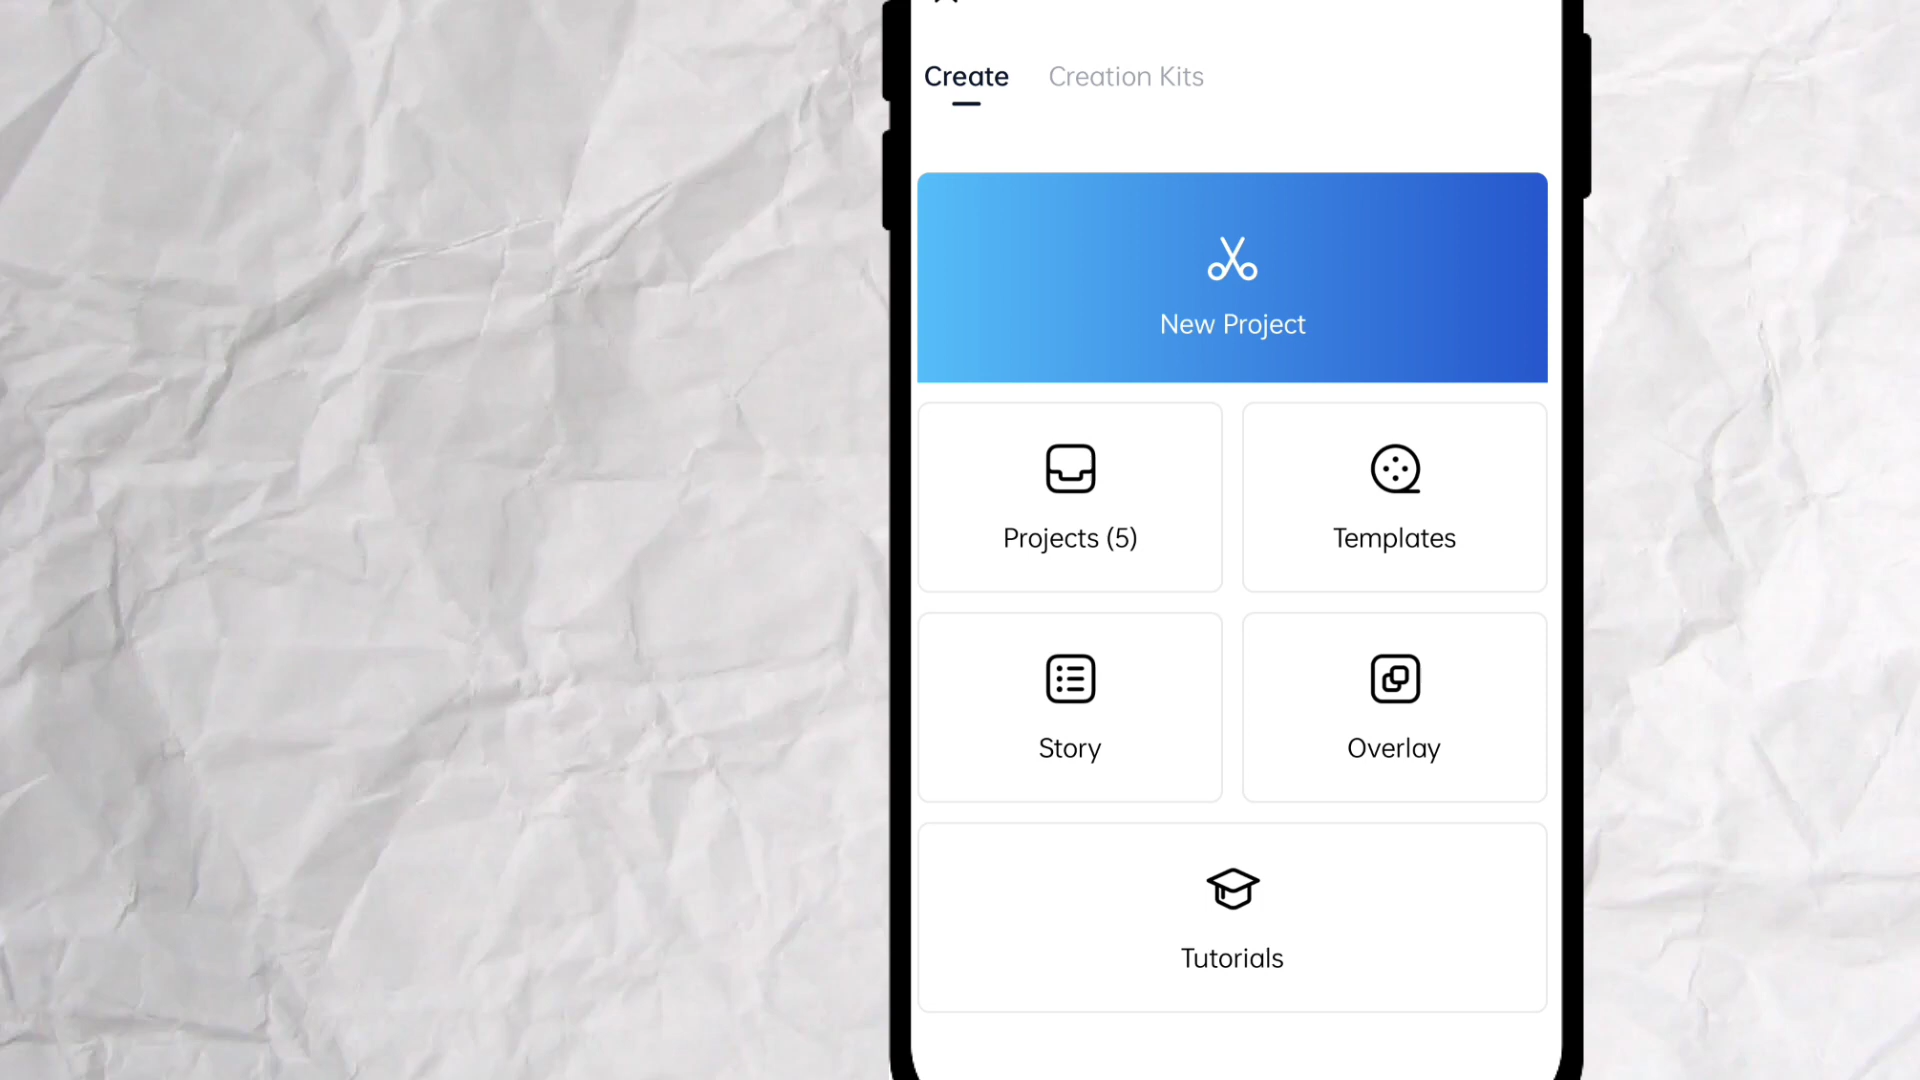 Create
Creation Kits
New Project
Projects (5)
Templates
Story
Overlay
Tutorials